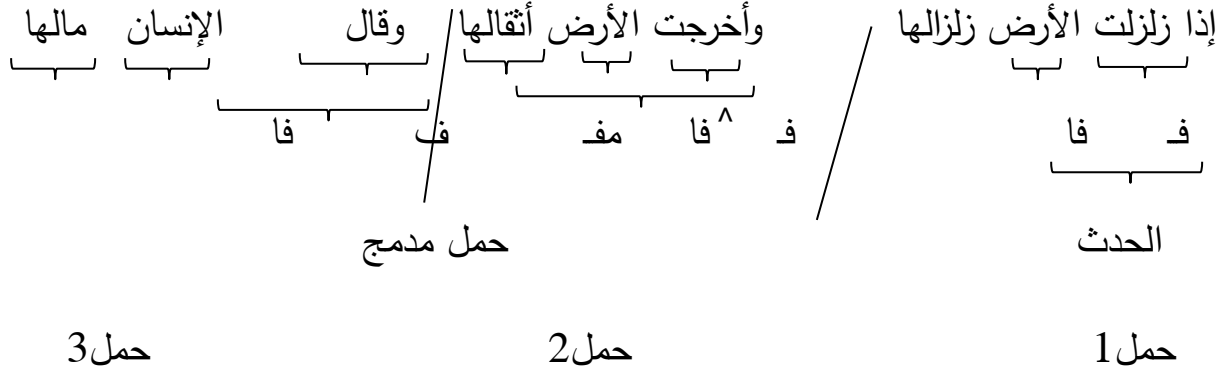 إذا زلزلت الأرض زلزالها / وأخرجت الأرض أثقالها / وقال الإنسان مالها
فـ فا فـ فا ^ مفـ ف فا
الحدث حمل مدمج
حمل1 حمل2 حمل3